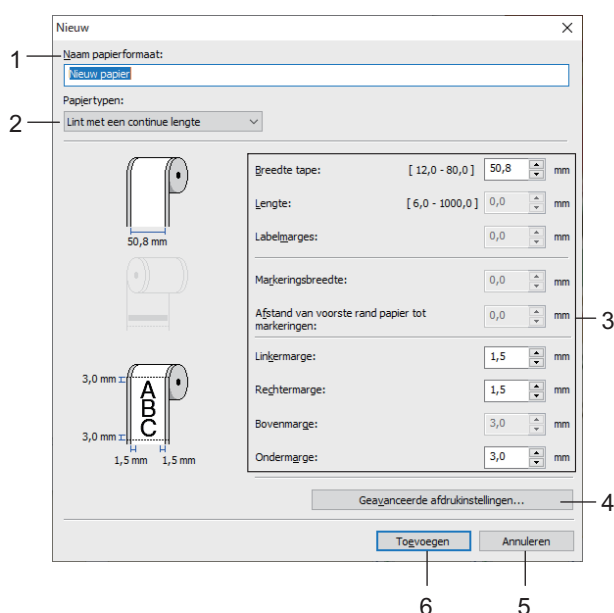 Nieuw
1
Naam papierformaat:
Nieuw papier
Papiertypen:
2
Lint met een continue lengte
50,8 mm
Breedte tape: [ 12,0 - 80,0 ] 50,8 mm
Lengte: [ 6,0 - 1000,0 ] 0,0 mm
Labelmarges: 0,0 mm
Markeringsbreedte: 0,0 mm
Afstand van voorste rand papier tot
markeringen: 0,0 mm
3
3,0 mm
A
B
C
3,0 mm
1,5 mm 1,5 mm
Linkermarge: 1,5 mm
Rechtermarge: 1,5 mm
Bovenmarge: 3,0 mm
Ondermarge: 3,0 mm
Geavanceerde afdrukinstellingen...
4
Toevoegen Annuleren
6 5